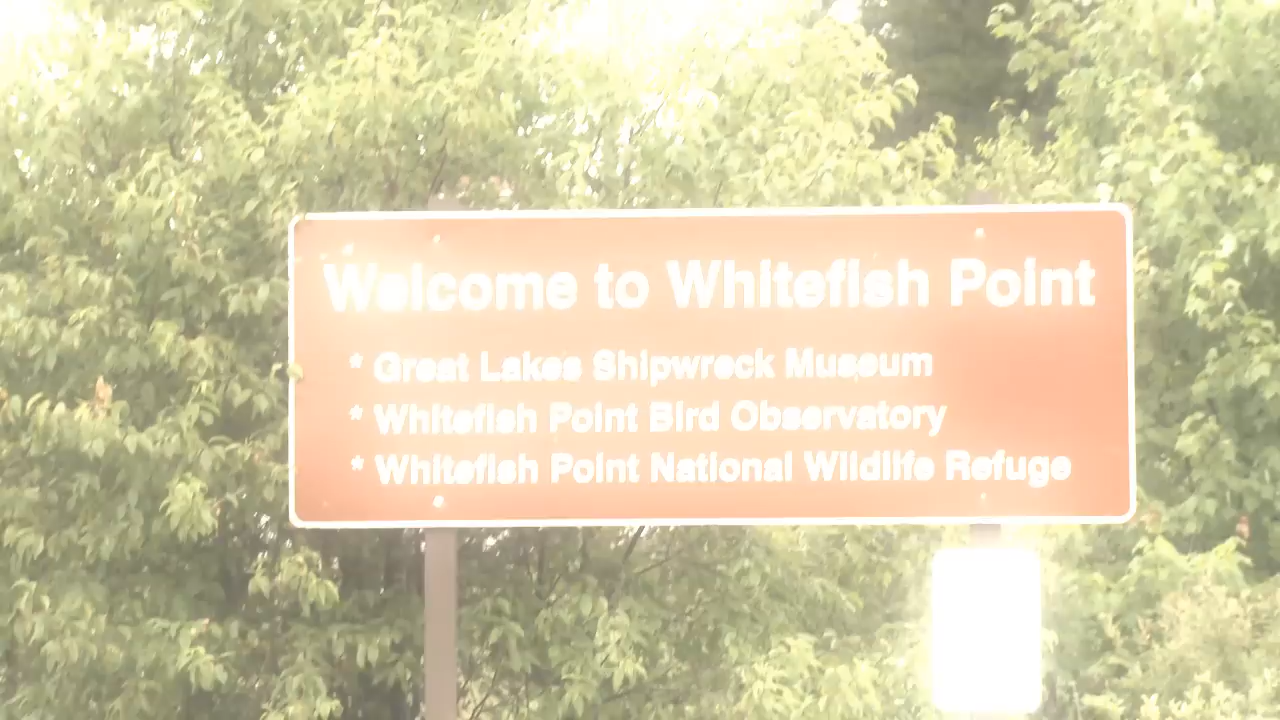 Welcome to Whitefish Point
* Great Lakes Shipwreck Museum
* Whitefish Point Bird Observatory
* Whitefish Point National Wildlife Refuge